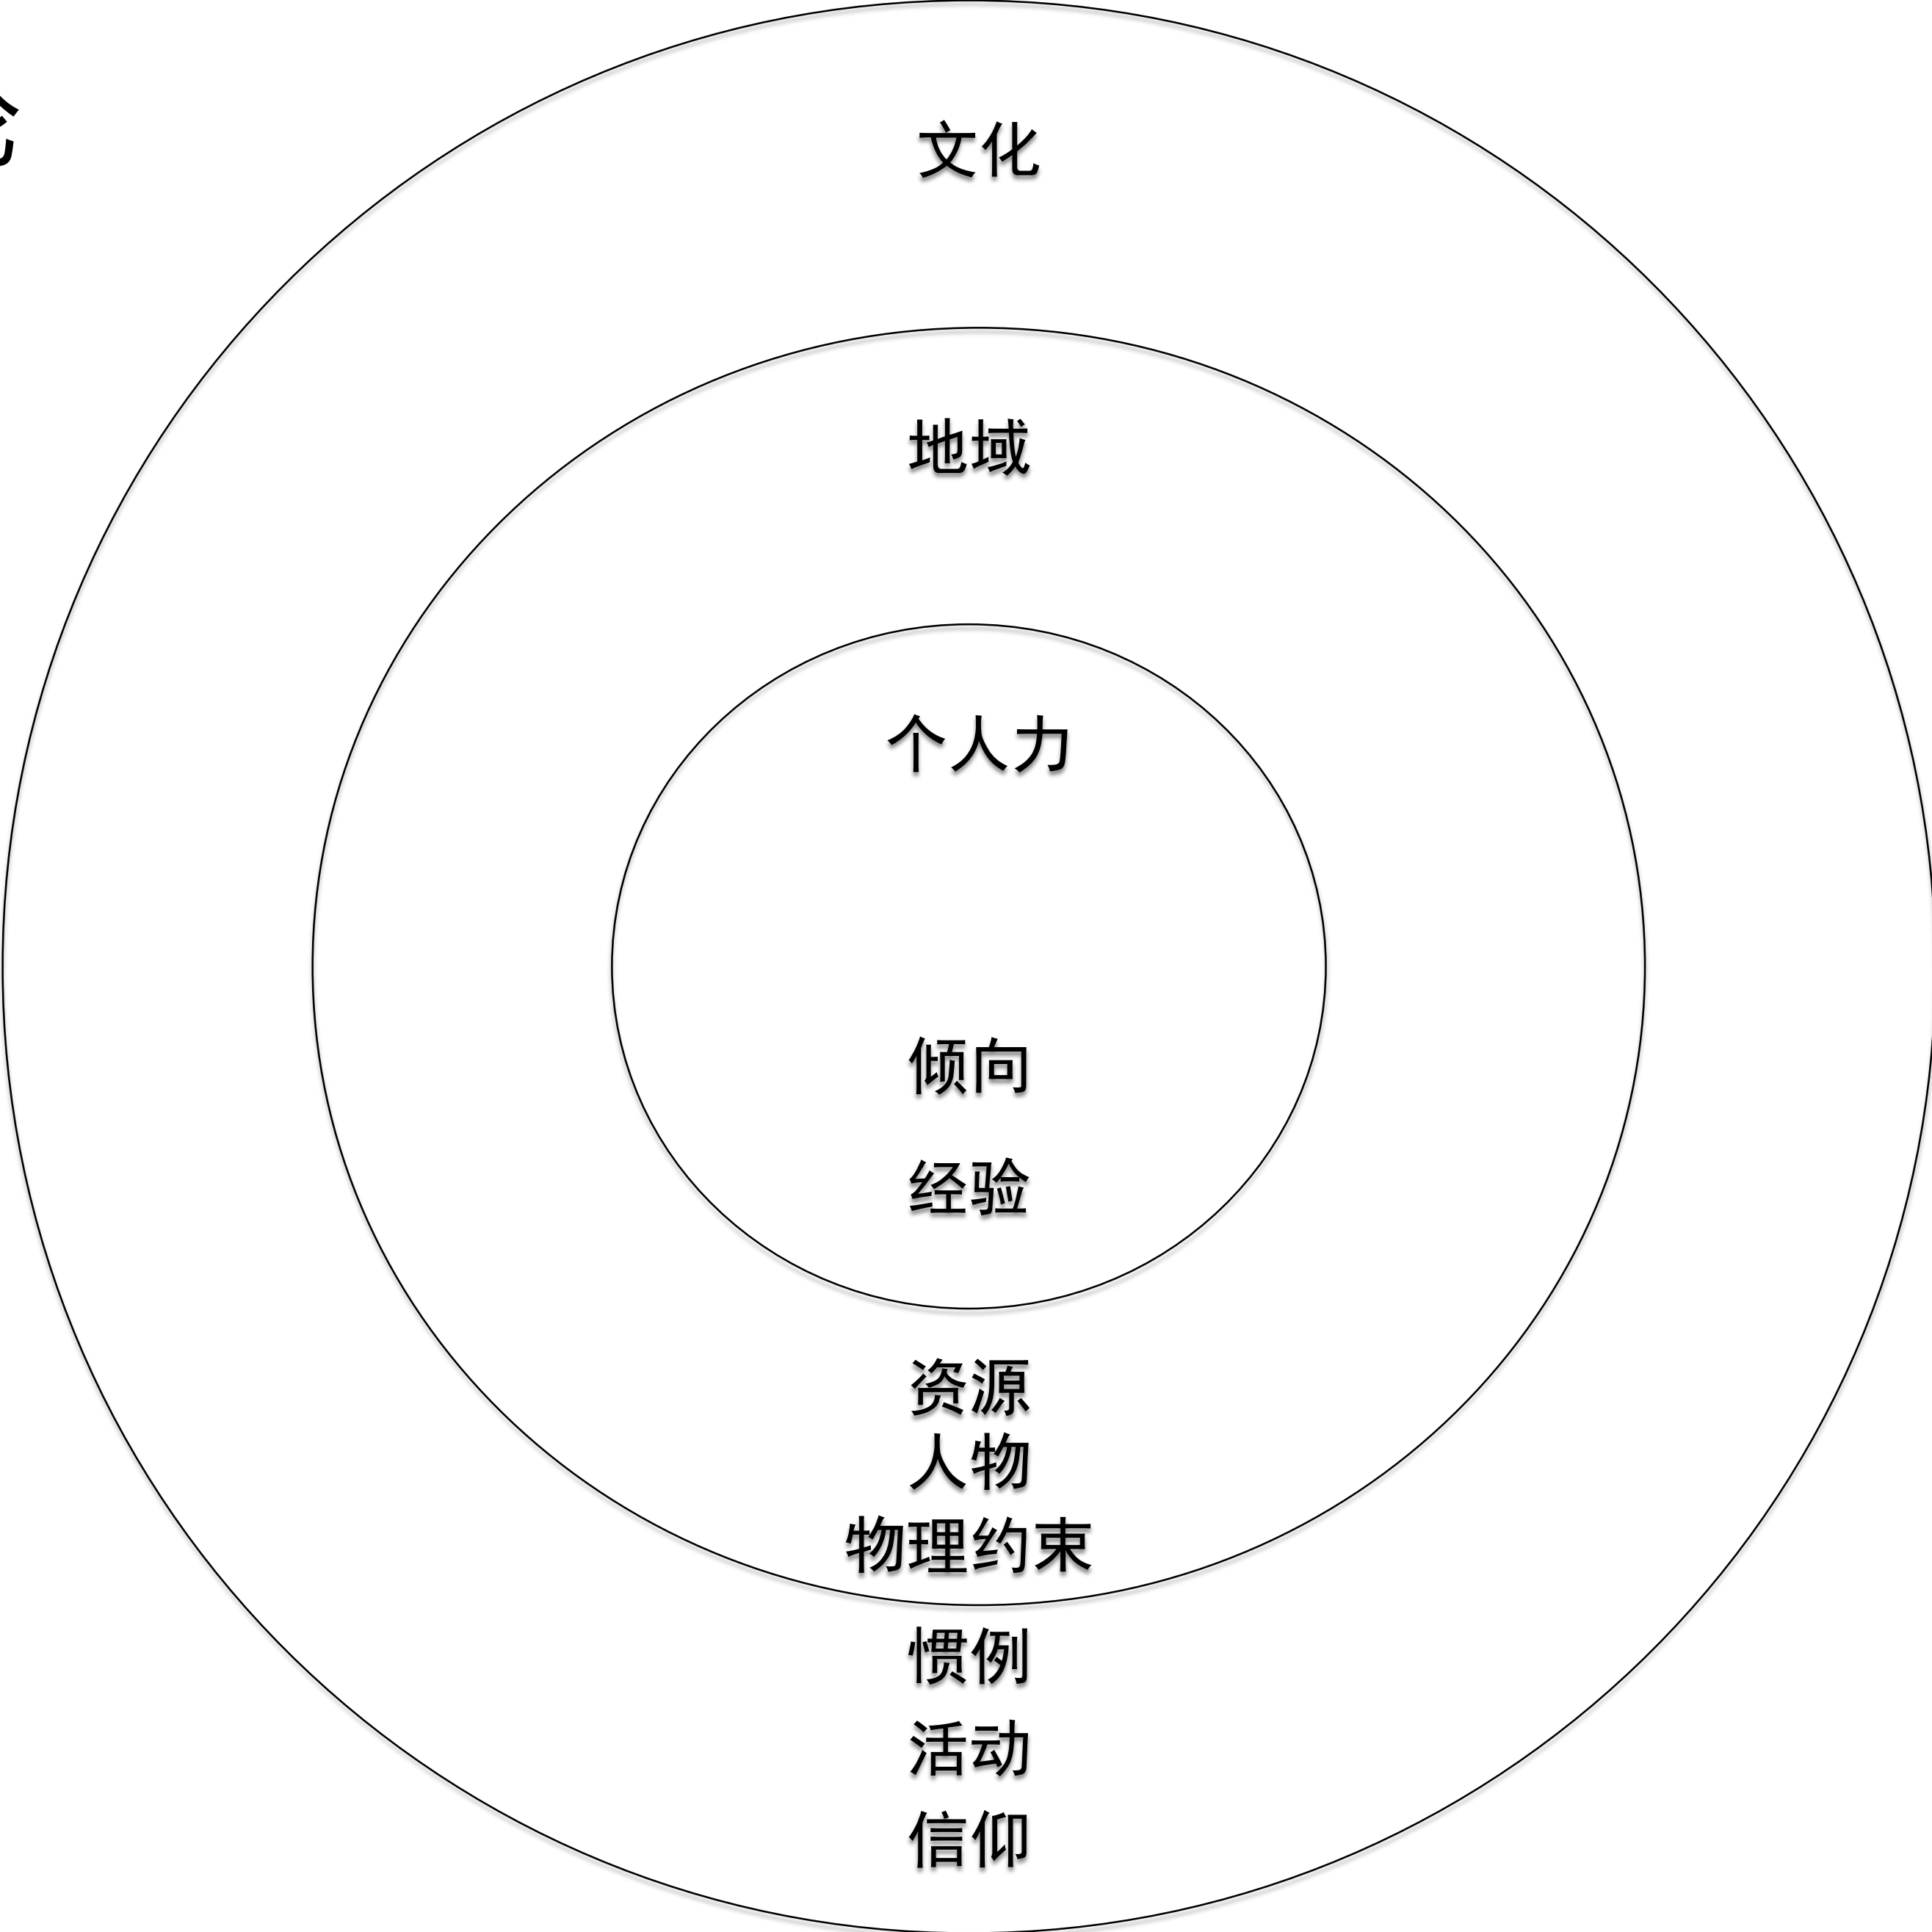 文化
地域
个人力
倾向
经验
资源
人物
物理约束
惯例
活动
信仰